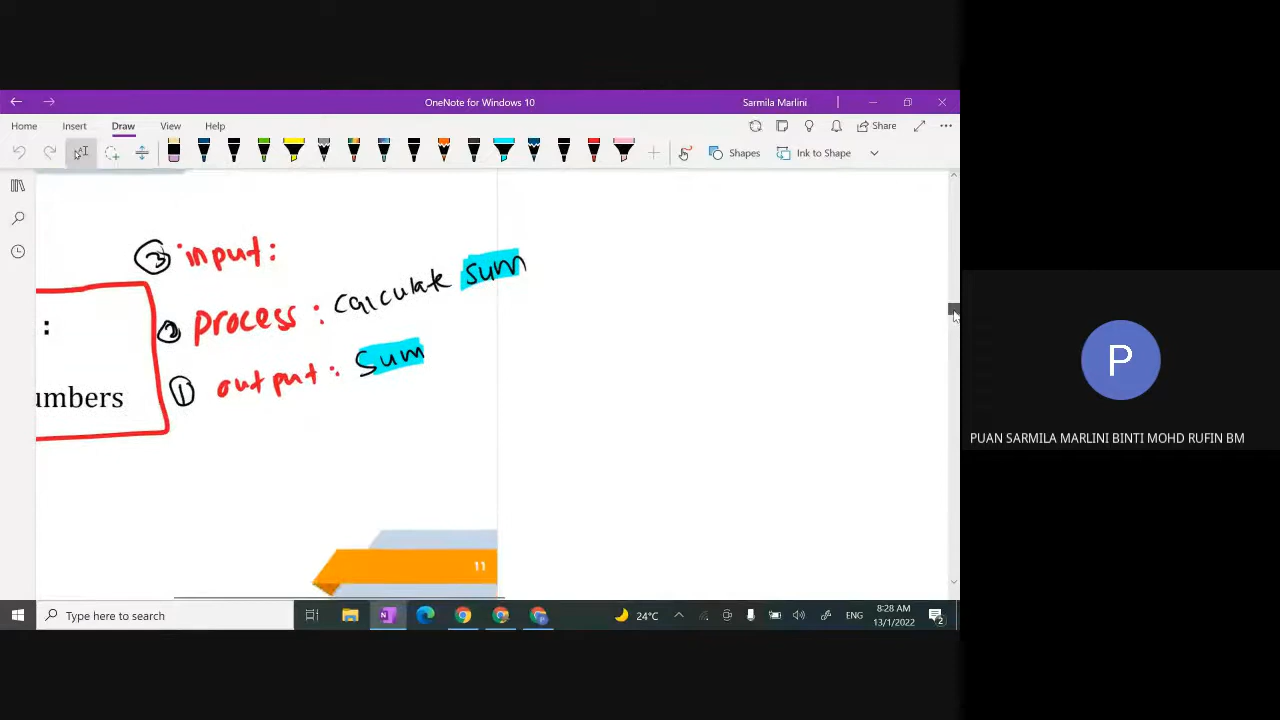 OneNote for Windows 10
Sarmila Marlini
Home Insert Draw View Help
Share
Shapes
Ink to Shape
③ input:
② process: calculate sum
① output: sum
:
umbers
11
P
PUAN SARMILA MARLINI BINTI MOHD RUFIN BM
Type here to search
24°C
ENG
8:28 AM
13/1/2022
2